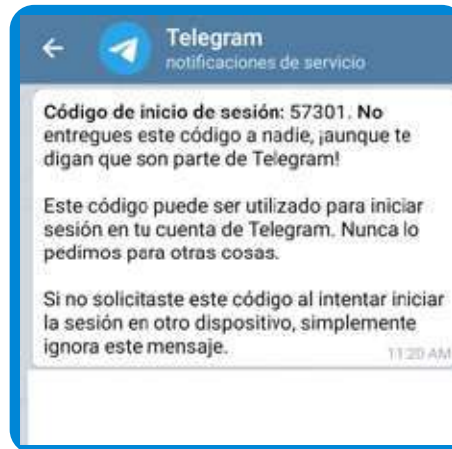 Telegram
notificaciones de servicio
Código de inicio de sesión: 57301. No
entregues este código a nadie, ¡aunque te
digan que son parte de Telegram!
Este código puede ser utilizado para iniciar
sesión en tu cuenta de Telegram. Nunca lo
pedimos para otras cosas.
Si no solicitaste este código al intentar iniciar
la sesión en otro dispositivo, simplemente
ignora este mensaje.
11:20 AM